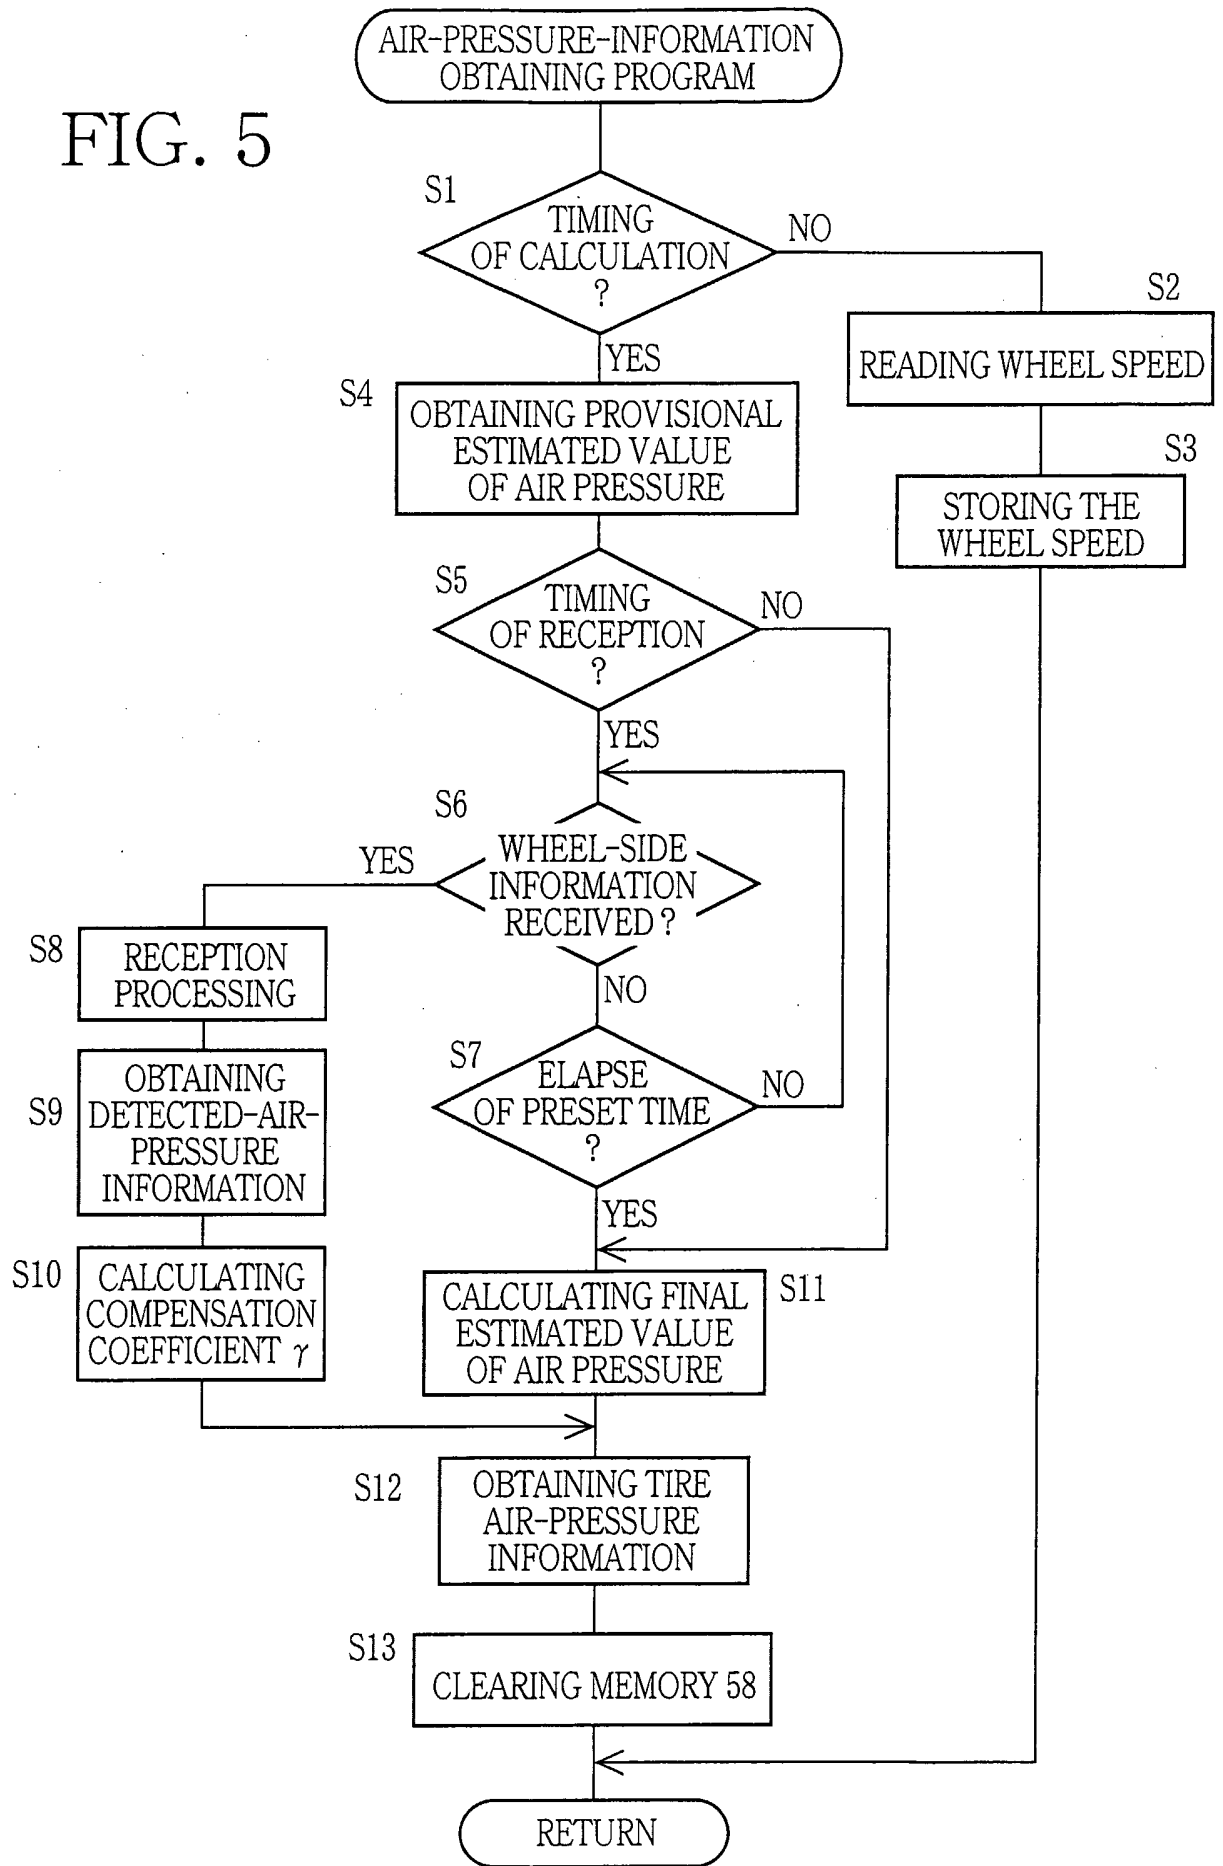 AIR-PRESSURE-INFORMATION
OBTAINING PROGRAM
FIG. 5
S1
TIMING
OF CALCULATION
?
NO
YES
S2
READING WHEEL SPEED
S3
STORING THE
WHEEL SPEED
S4
OBTAINING PROVISIONAL
ESTIMATED VALUE
OF AIR PRESSURE
S5
TIMING
OF RECEPTION
?
NO
YES
S6
WHEEL-SIDE
INFORMATION
RECEIVED ?
YES
NO
S7
ELAPSE
OF PRESET TIME
?
NO
YES
S8
RECEPTION
PROCESSING
S9
OBTAINING
DETECTED-AIR-
PRESSURE
INFORMATION
S10
CALCULATING
COMPENSATION
COEFFICIENT γ
S11
CALCULATING FINAL
ESTIMATED VALUE
OF AIR PRESSURE
S12
OBTAINING TIRE
AIR-PRESSURE
INFORMATION
S13
CLEARING MEMORY 58
RETURN